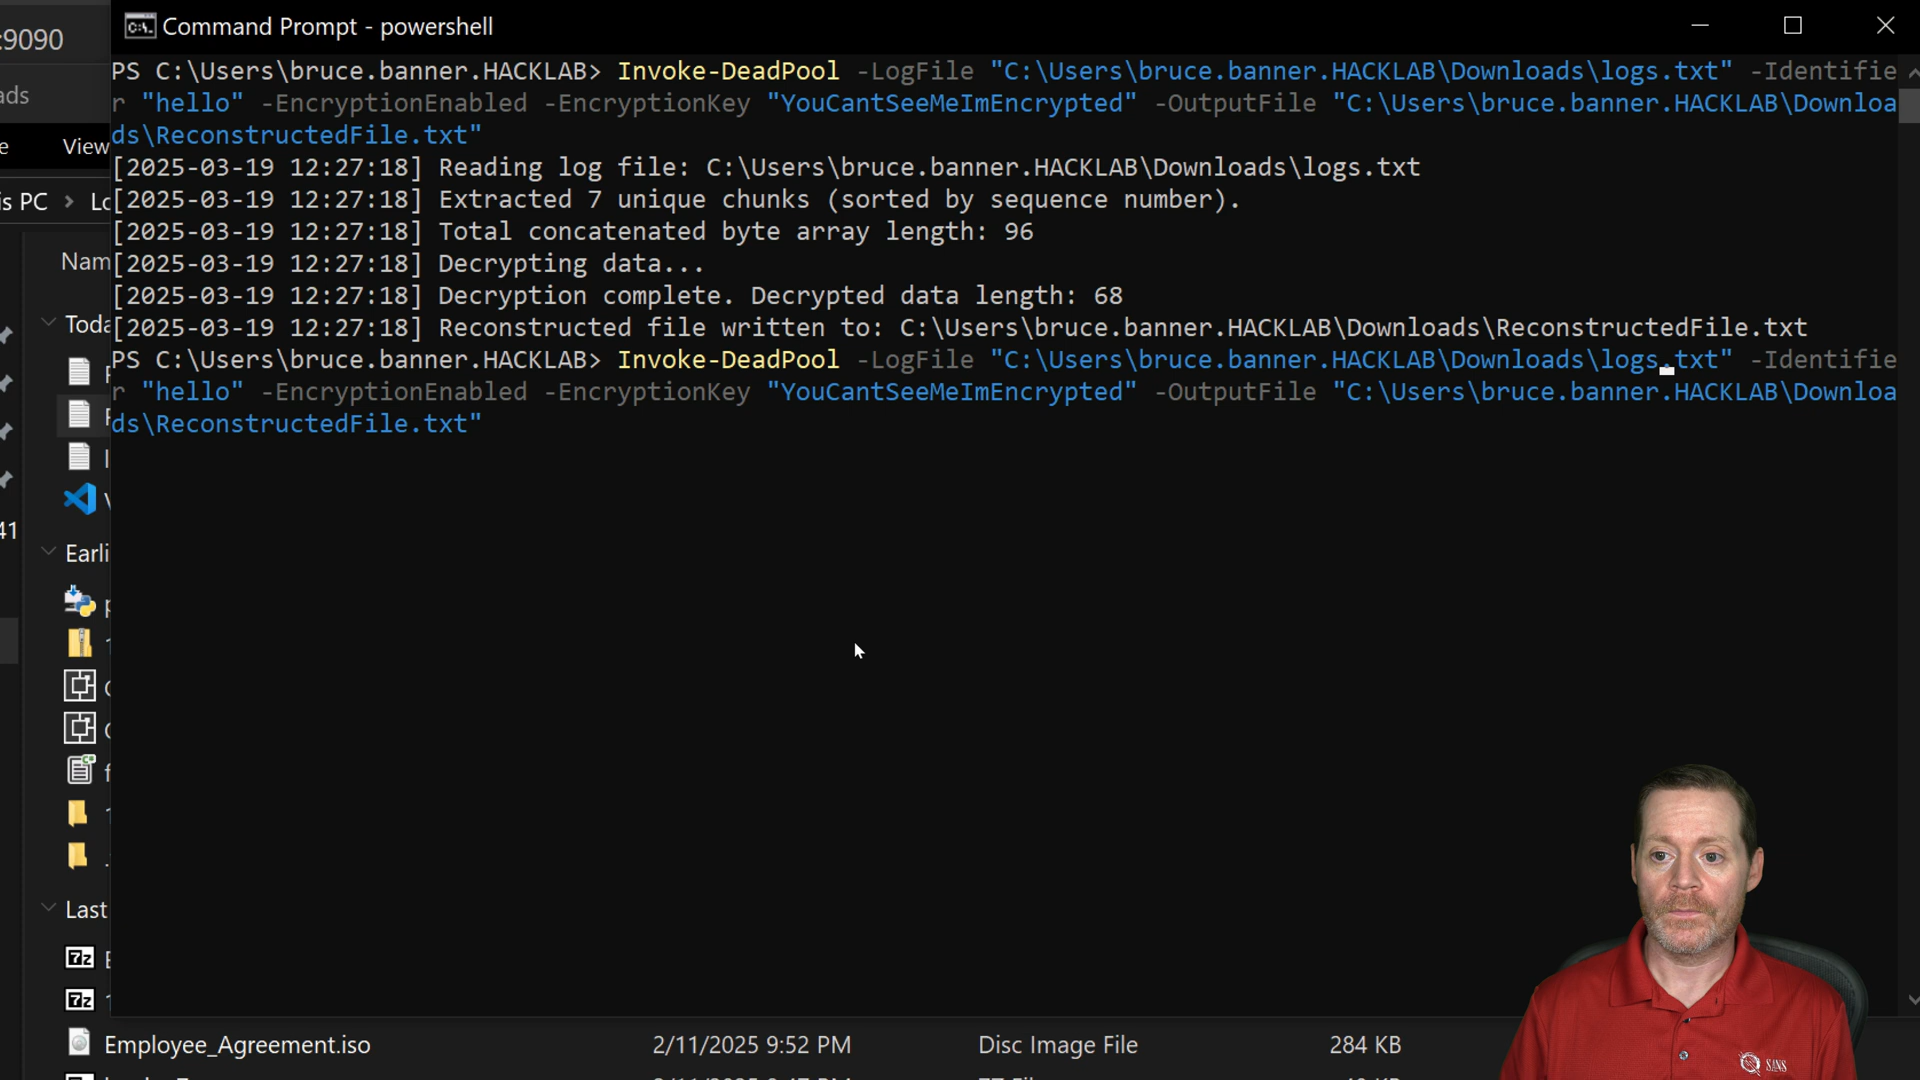 :9090
Command Prompt - powershell
ads
PS C:\Users\bruce.banner.HACKLAB> Invoke-DeadPool -LogFile "C:\Users\bruce.banner.HACKLAB\Downloads\logs.txt" -Identifie
r "hello" -EncryptionEnabled -EncryptionKey "YouCantSeeMeImEncrypted" -OutputFile "C:\Users\bruce.banner.HACKLAB\Downloa
ds\ReconstructedFile.txt"
e View
[2025-03-19 12:27:18] Reading log file: C:\Users\bruce.banner.HACKLAB\Downloads\logs.txt
is PC > Lo
[2025-03-19 12:27:18] Extracted 7 unique chunks (sorted by sequence number).
[2025-03-19 12:27:18] Total concatenated byte array length: 96
Nam
[2025-03-19 12:27:18] Decrypting data...
[2025-03-19 12:27:18] Decryption complete. Decrypted data length: 68
Toda
[2025-03-19 12:27:18] Reconstructed file written to: C:\Users\bruce.banner.HACKLAB\Downloads\ReconstructedFile.txt
PS C:\Users\bruce.banner.HACKLAB> Invoke-DeadPool -LogFile "C:\Users\bruce.banner.HACKLAB\Downloads\logs.txt" -Identifie
r "hello" -EncryptionEnabled -EncryptionKey "YouCantSeeMeImEncrypted" -OutputFile "C:\Users\bruce.banner.HACKLAB\Downloa
ds\ReconstructedFile.txt"
41
Earli
Last
7z
7z
Employee_Agreement.iso 2/11/2025 9:52 PM Disc Image File 284 KB
SANS